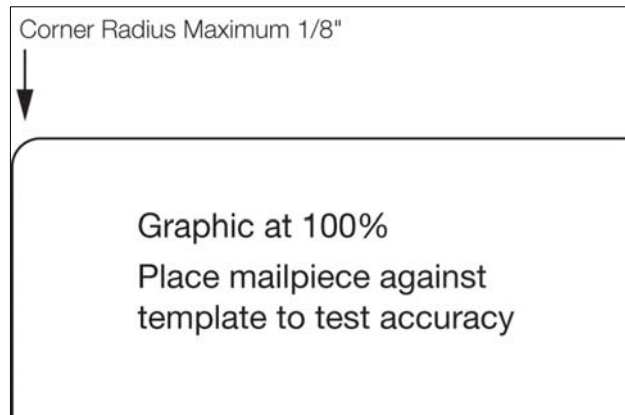 Corner Radius Maximum 1/8"
Graphic at 100%
Place mailpiece against
template to test accuracy